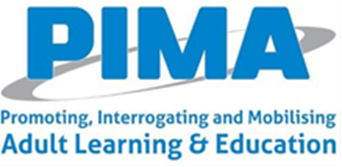 PIMA
Promoting, Interrogating and Mobilising
Adult Learning & Education